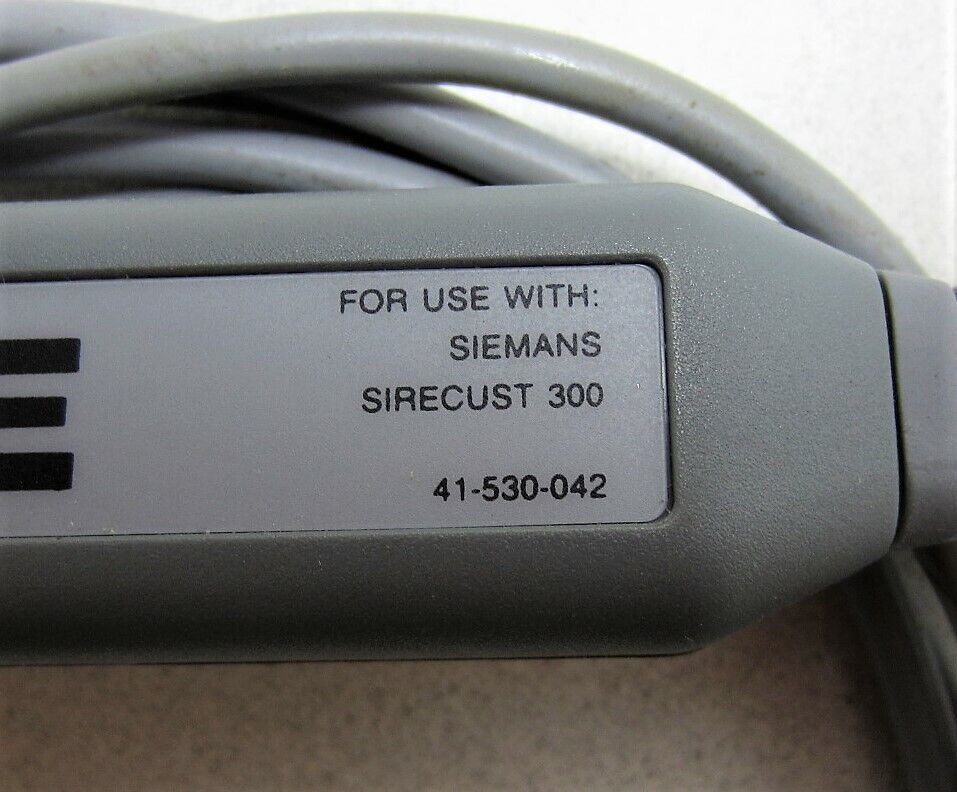 FOR USE WITH:
SIEMANS
SIRECUST 300
41-530-042